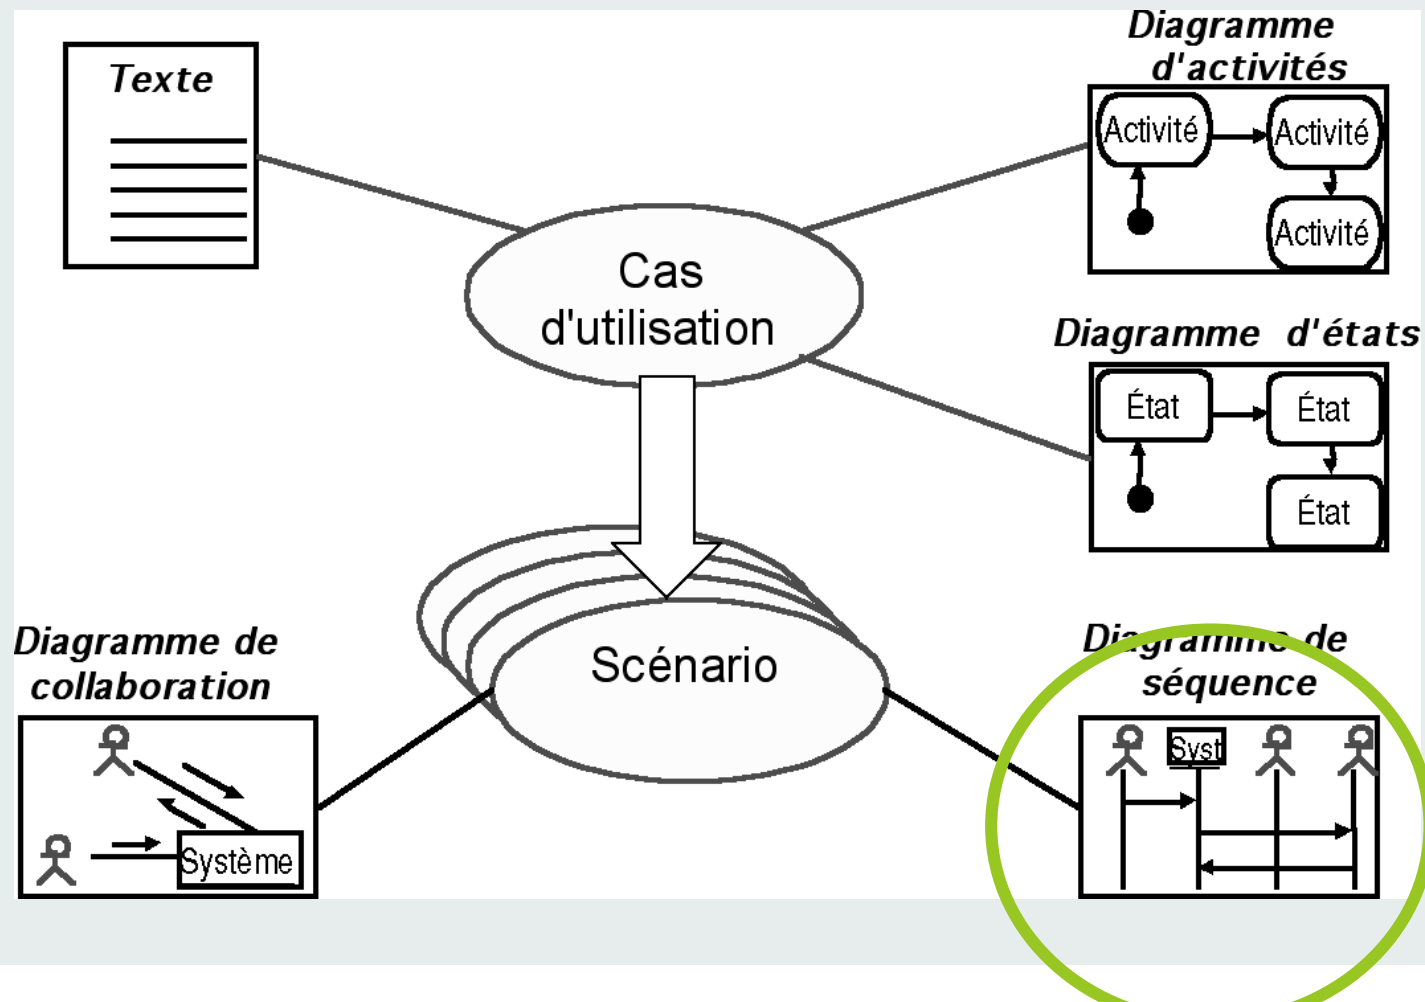 Texte
Diagramme
d'activités
Activité
Activité
Activité
Cas
d'utilisation
Diagramme d'états
État
État
État
Scénario
Diagramme de
collaboration
Système
Diagramme de
séquence
Syst